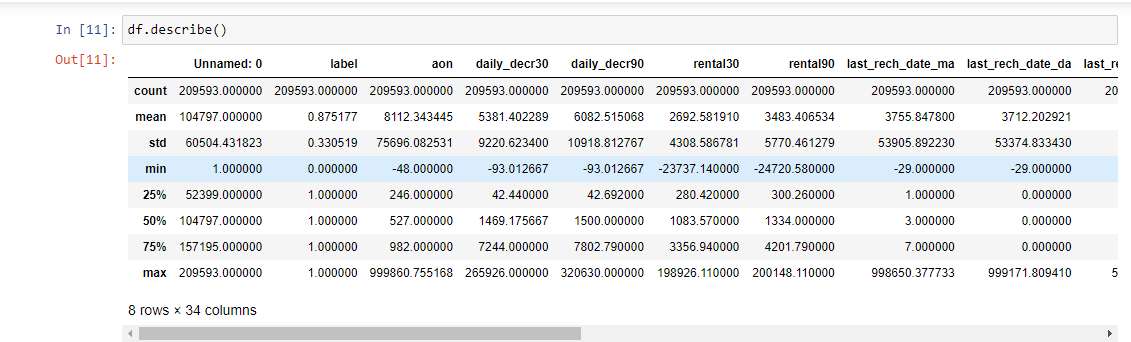 In [11]: df.describe()
Out[11]:
Unnamed: 0 label aon daily_decr30 daily_decr90 rental30 rental90 last_rech_date_ma last_rech_date_da last_re
count 209593.000000 209593.000000 209593.000000 209593.000000 209593.000000 209593.000000 209593.000000 209593.000000 209593.000000 20
mean 104797.000000 0.875177 8112.343445 5381.402289 6082.515068 2692.581910 3483.406534 3755.847800 3712.202921
std 60504.431823 0.330519 75696.082531 9220.623400 10918.812767 4308.586781 5770.461279 53905.892230 53374.833430
min 1.000000 0.000000 -48.000000 -93.012667 -93.012667 -23737.140000 -24720.580000 -29.000000 -29.000000
25% 52399.000000 1.000000 246.000000 42.440000 42.692000 280.420000 300.260000 1.000000 0.000000
50% 104797.000000 1.000000 527.000000 1469.175667 1500.000000 1083.570000 1334.000000 3.000000 0.000000
75% 157195.000000 1.000000 982.000000 7244.000000 7802.790000 3356.940000 4201.790000 7.000000 0.000000
max 209593.000000 1.000000 999860.755168 265926.000000 320630.000000 198926.110000 200148.110000 998650.377733 999171.809410 5
8 rows × 34 columns